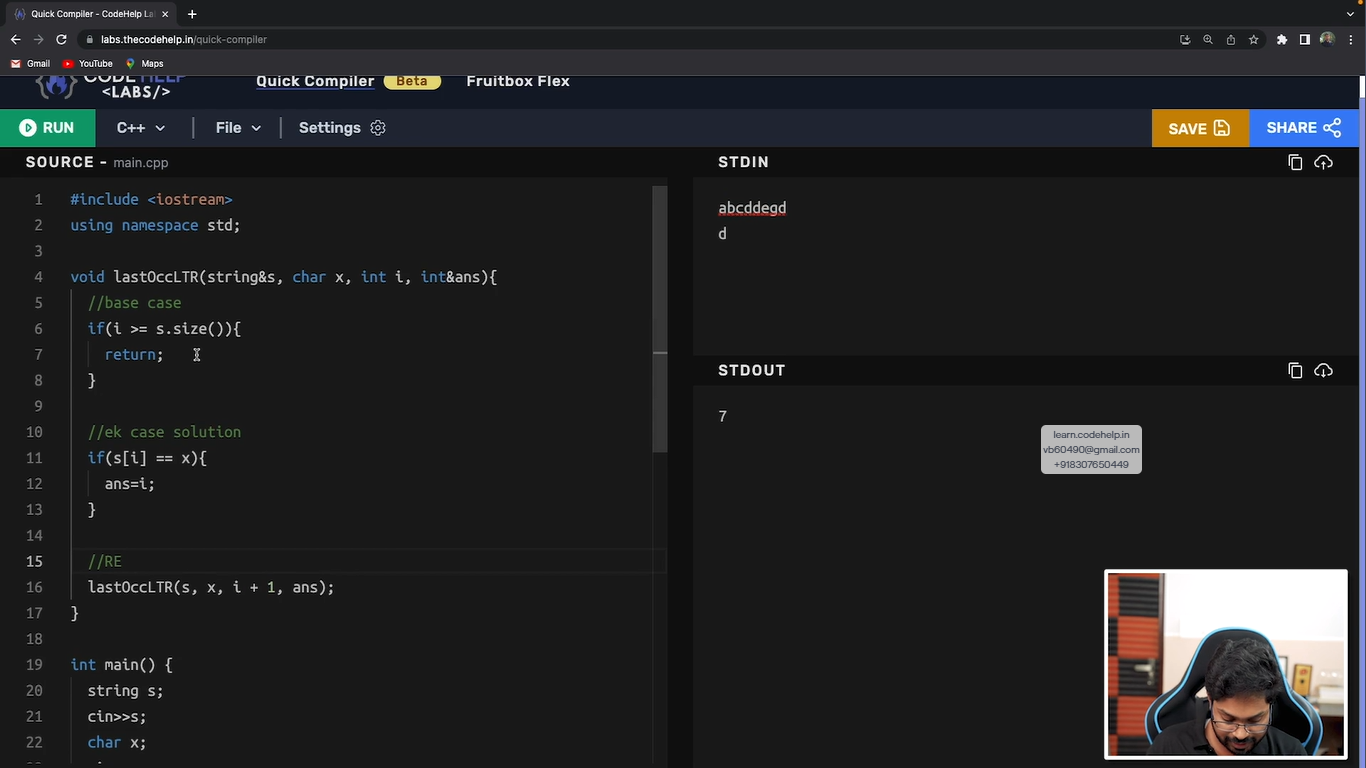 Quick Compiler - CodeHelp La
labs.thecodehelp.in/quick-compiler
Gmail YouTube Maps
CODE HELP
<LABS/>
Quick Compiler Beta Fruitbox Flex
RUN C++ File Settings SAVE SHARE
SOURCE - main.cpp
1 #include <iostream>
2 using namespace std;
3
4 void lastOccLTR(string&s, char x, int i, int&ans){
5 //base case
6 if(i >= s.size()){
7 return;
8 }
9
10 //ek case solution
11 if(s[i] == x){
12 ans=i;
13 }
14
15 //RE
16 lastOccLTR(s, x, i + 1, ans);
17 }
18
19 int main() {
20 string s;
21 cin>>s;
22 char x;
STDIN
abcddegd
d
STDOUT
7
learn.codehelp.in
vb60490@gmail.com
+918307650449